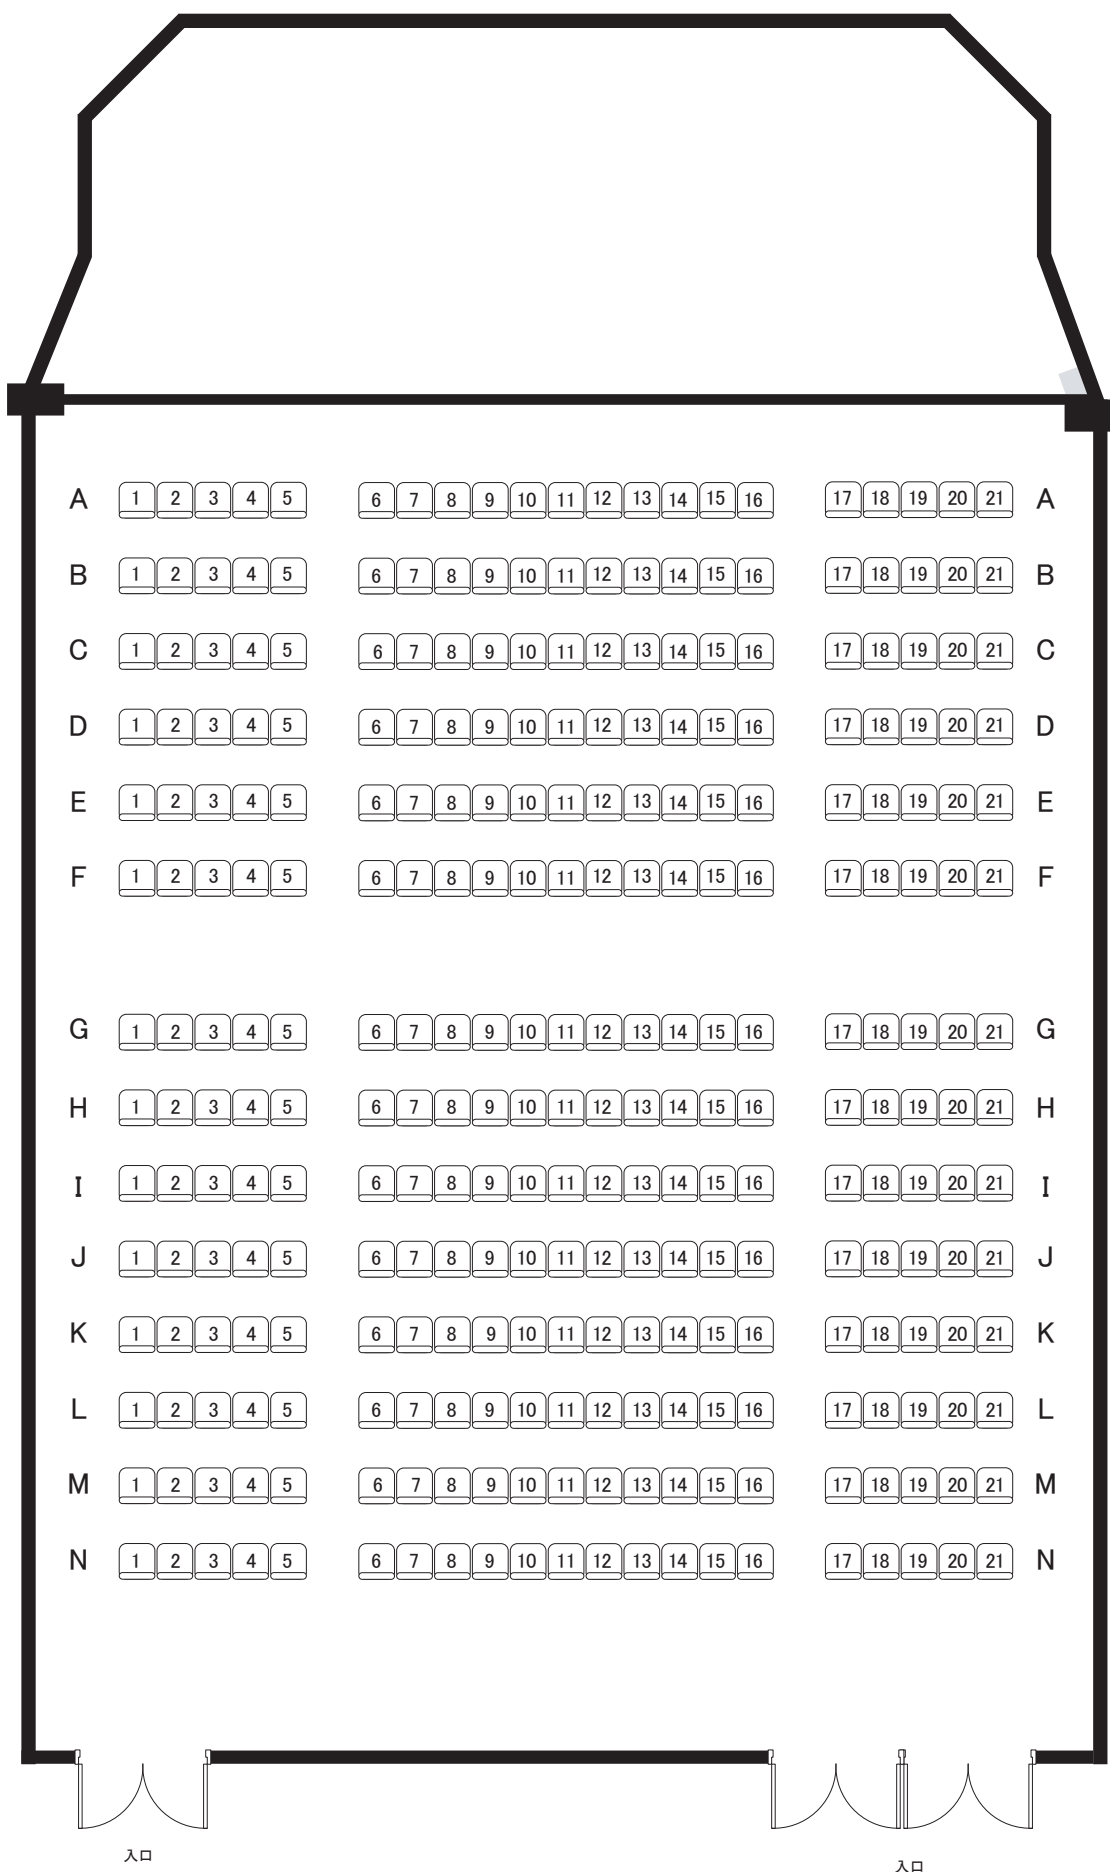 A 1 2 3 4 5 6 7 8 9 10 11 12 13 14 15 16 17 18 19 20 21 A
B 1 2 3 4 5 6 7 8 9 10 11 12 13 14 15 16 17 18 19 20 21 B
C 1 2 3 4 5 6 7 8 9 10 11 12 13 14 15 16 17 18 19 20 21 C
D 1 2 3 4 5 6 7 8 9 10 11 12 13 14 15 16 17 18 19 20 21 D
E 1 2 3 4 5 6 7 8 9 10 11 12 13 14 15 16 17 18 19 20 21 E
F 1 2 3 4 5 6 7 8 9 10 11 12 13 14 15 16 17 18 19 20 21 F
G 1 2 3 4 5 6 7 8 9 10 11 12 13 14 15 16 17 18 19 20 21 G
H 1 2 3 4 5 6 7 8 9 10 11 12 13 14 15 16 17 18 19 20 21 H
I 1 2 3 4 5 6 7 8 9 10 11 12 13 14 15 16 17 18 19 20 21 I
J 1 2 3 4 5 6 7 8 9 10 11 12 13 14 15 16 17 18 19 20 21 J
K 1 2 3 4 5 6 7 8 9 10 11 12 13 14 15 16 17 18 19 20 21 K
L 1 2 3 4 5 6 7 8 9 10 11 12 13 14 15 16 17 18 19 20 21 L
M 1 2 3 4 5 6 7 8 9 10 11 12 13 14 15 16 17 18 19 20 21 M
N 1 2 3 4 5 6 7 8 9 10 11 12 13 14 15 16 17 18 19 20 21 N
入口
入口